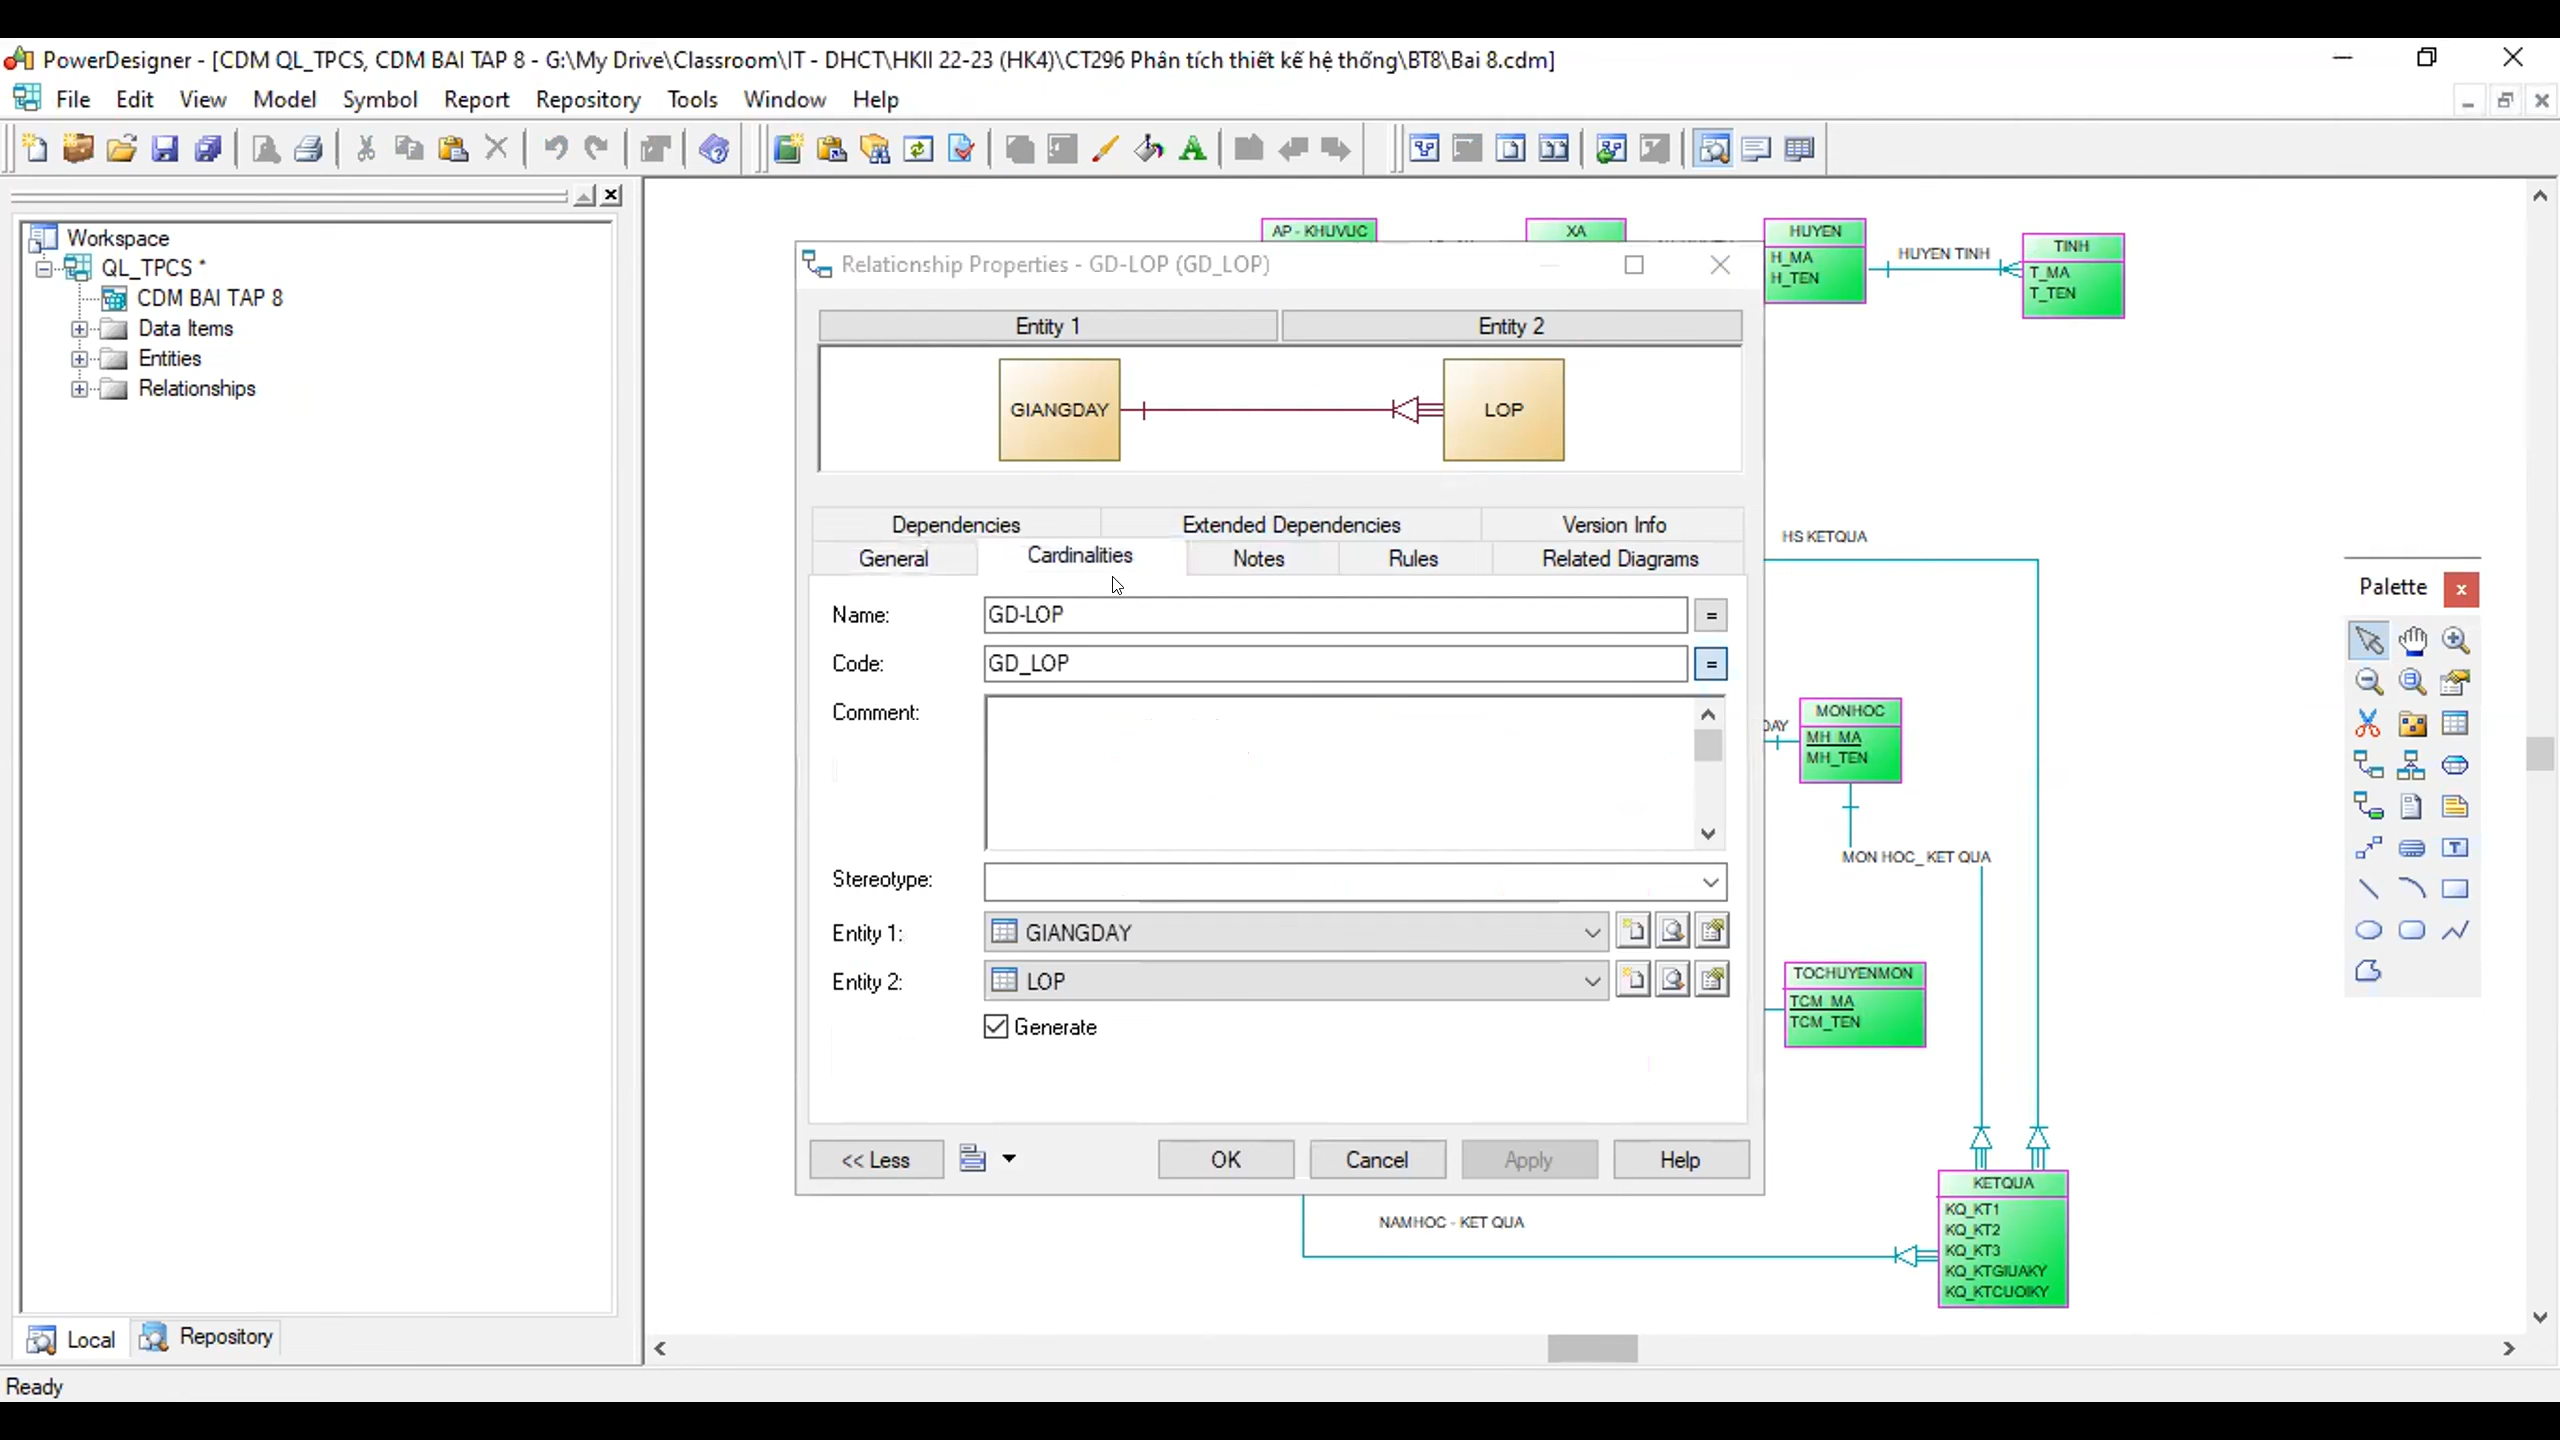 PowerDesigner - [CDM QL_TPCS, CDM BAI TAP 8 - G:\My Drive\Classroom\IT - DHCT\HKII 22-23 (HK4)\CT296 Phân tích thiết kế hệ thống\BT8\Bai 8.cdm]
File Edit View Model Symbol Report Repository Tools Window Help
Workspace
QL_TPCS *
CDM BAI TAP 8
Data Items
Entities
Relationships
Local Repository
Ready
AP - KHUVUC
XA
HUYEN
H_MA
H_TEN
HUYEN TINH
TINH
T_MA
T_TEN
Relationship Properties - GD-LOP (GD_LOP)
Entity 1 Entity 2
GIANGDAY LOP
Dependencies Extended Dependencies Version Info
General Cardinalities Notes Rules Related Diagrams
Name: GD-LOP =
Code: GD_LOP =
Comment:
Stereotype:
Entity 1: GIANGDAY
Entity 2: LOP
Generate
<< Less OK Cancel Apply Help
HS KETQUA
DAY
MONHOC
MH_MA
MH_TEN
MON HOC_ KET QUA
TOCHUYENMON
TCM_MA
TCM_TEN
NAMHOC - KET QUA
KETQUA
KQ_KT1
KQ_KT2
KQ_KT3
KQ_KTGIUAKY
KQ_KTCUOIKY
Palette x